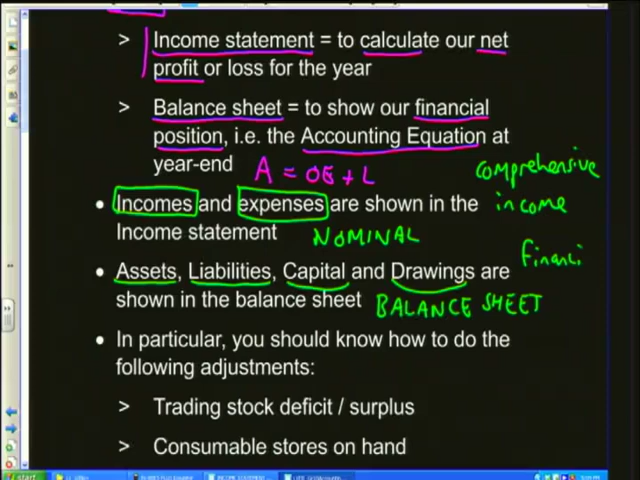 > Income statement = to calculate our net
profit or loss for the year
> Balance sheet = to show our financial
position, i.e. the Accounting Equation at
year-end
A = OE + L
comprehensive
• Incomes and expenses are shown in the
income
Income statement
NOMINAL
Financi
• Assets, Liabilities, Capital and Drawings are
shown in the balance sheet
BALANCE SHEET
• In particular, you should know how to do the
following adjustments:
> Trading stock deficit / surplus
> Consumable stores on hand
start